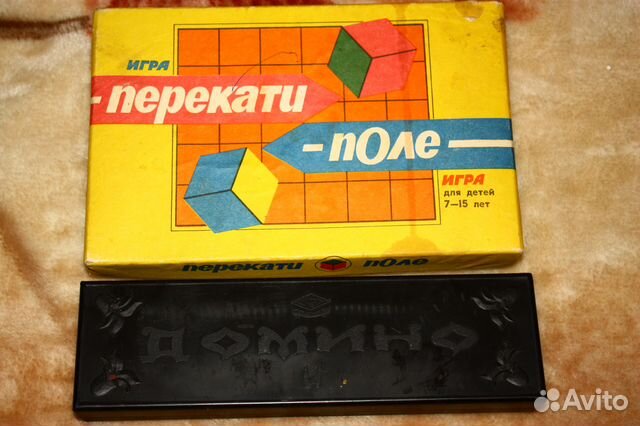 ИГРА
-перекати
-пОле-
ИГРА
для детей
7—15 лет
перекати поле
ДОМИНО
Avito